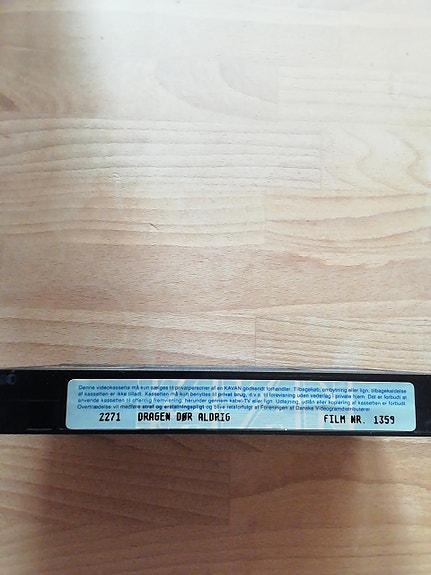 Denne videokassette må kun sælges til privatpersoner af en KAVAN godkendt forhandler. Tilbagekøb, ombytning eller lign. tilbagekaldelse
af kassetten er ikke tilladt. Kassetten må kun benyttes til privat brug, d.v.s. til forevisning uden vederlag i private hjem. Det er forbudt at
anvende kassetten til offentlig fremvisning, herunder gennem kabel-TV eller lign. Udlejning, udlån eller kopiering af kassetten er forbudt.
Overtrædelse vil medføre straf og erstatningspligt og blive retsforfulgt af Foreningen af Danske Videogramdistributører
2271 DRAGEN DØR ALDRIG FILM NR. 1359